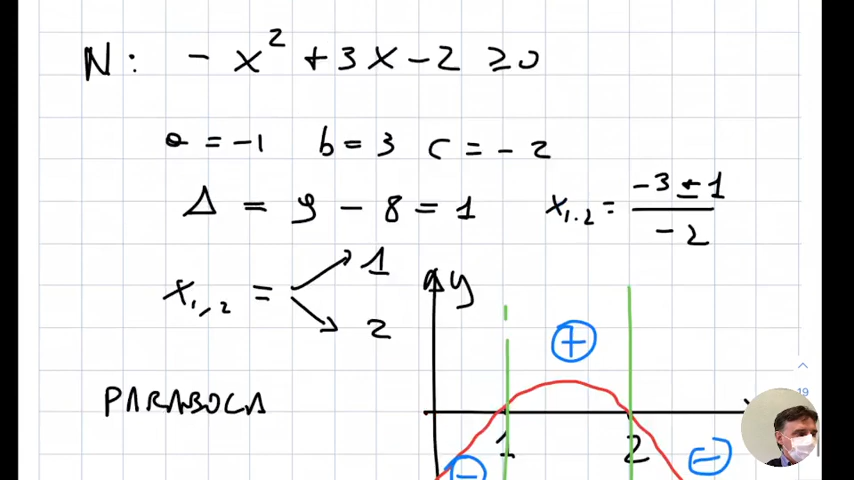 N: - x² + 3x - 2 ≥0
a = -1 b = 3 c = - 2
Δ = 9 - 8 = 1 x₁.₂ = (-3 ± 1)/(-2)
x₁,₂ = 1
2
y
+
PARABOLA
19
1 2
- -